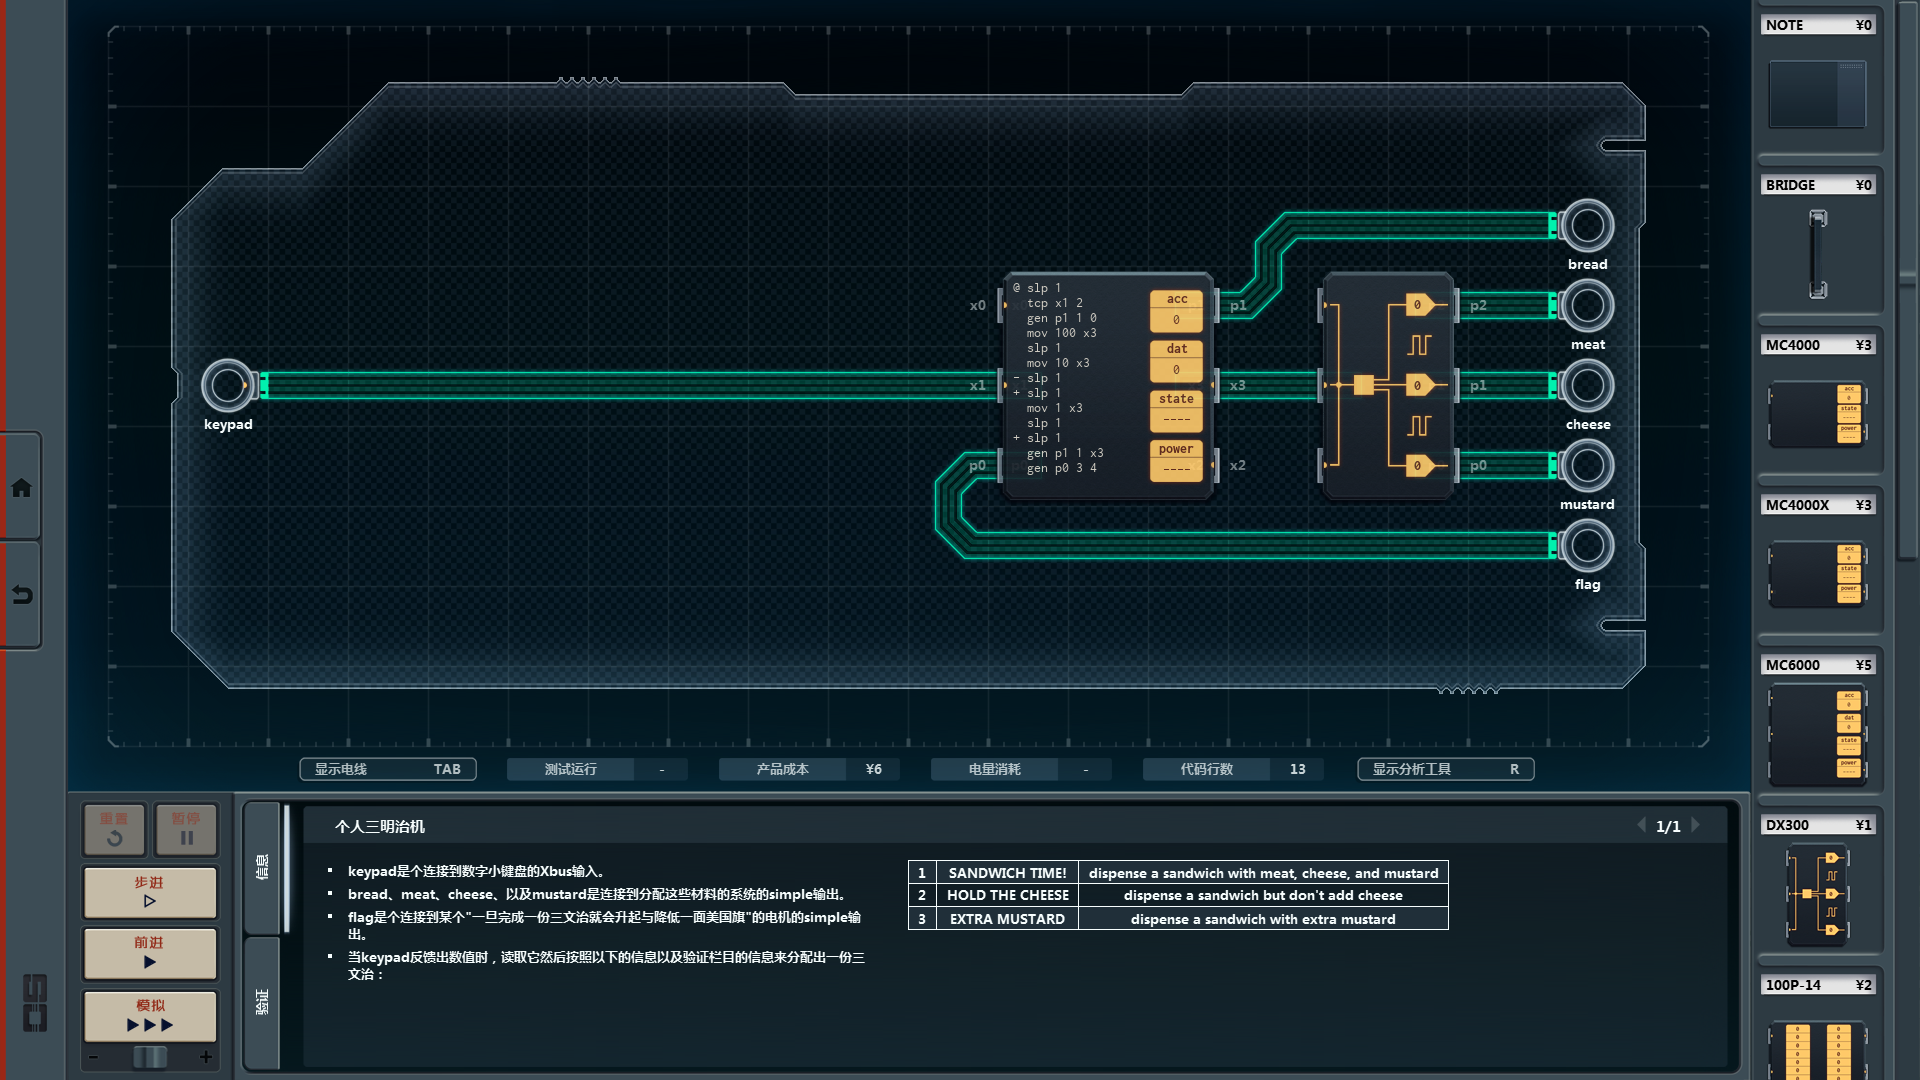 NOTE ¥0
BRIDGE ¥0
MC4000 ¥3
MC4000X ¥3
MC6000 ¥5
DX300 ¥1
100P-14 ¥2
keypad
bread
meat
cheese
mustard
flag
x0
x1
p0
p1
x3
x2
p2
p1
p0
@ slp 1
tcp x1 2
gen p1 1 0
mov 100 x3
slp 1
mov 10 x3
- slp 1
+ slp 1
mov 1 x3
slp 1
+ slp 1
gen p1 1 x3
gen p0 3 4
acc
0
dat
0
state
----
power
----
0
0
0
显示电线 TAB
测试运行 -
产品成本 ¥6
电量消耗 -
代码行数 13
显示分析工具 R
重置
暂停
步进
前进
模拟
- +
信息
验证
个人三明治机
1/1
keypad是个连接到数字小键盘的Xbus输入。
bread、meat、cheese、以及mustard是连接到分配这些材料的系统的simple输出。
flag是个连接到某个"一旦完成一份三文治就会升起与降低一面美国旗"的电机的simple输
出。
当keypad反馈出数值时，读取它然后按照以下的信息以及验证栏目的信息来分配出一份三
文治：
1 SANDWICH TIME! dispense a sandwich with meat, cheese, and mustard
2 HOLD THE CHEESE dispense a sandwich but don't add cheese
3 EXTRA MUSTARD dispense a sandwich with extra mustard